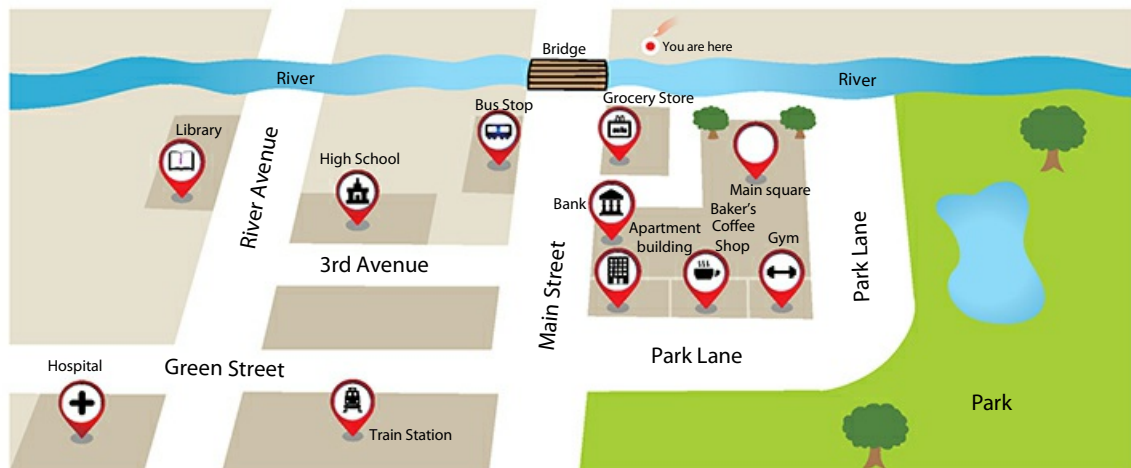 Bridge
You are here
River
River
Library
River Avenue
High School
Bus Stop
Grocery Store
Main square
Bank
Apartment
building
Baker's
Coffee
Shop
Gym
3rd Avenue
Main Street
Park Lane
Park Lane
Green Street
Hospital
Train Station
Park